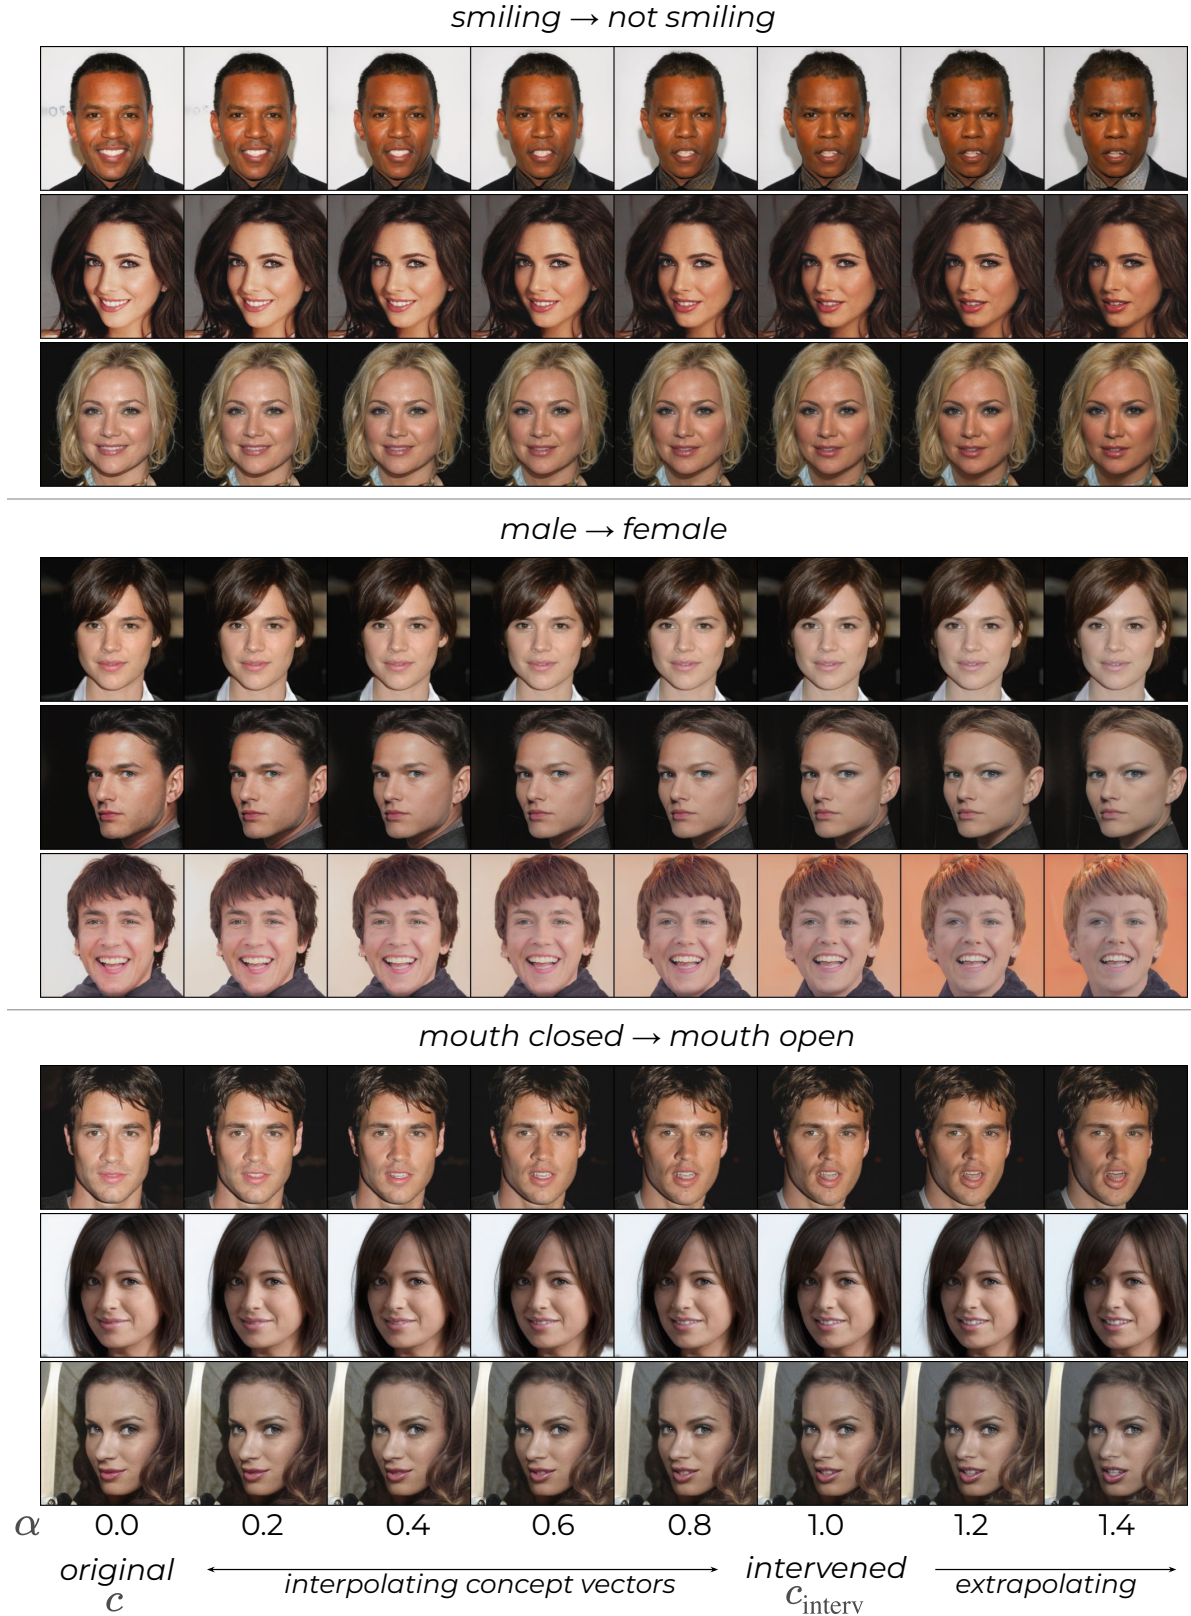 smiling → not smiling
male → female
mouth closed → mouth open
α 0.0 0.2 0.4 0.6 0.8 1.0 1.2 1.4
original interpolating concept vectors intervened extrapolating
c c_interv